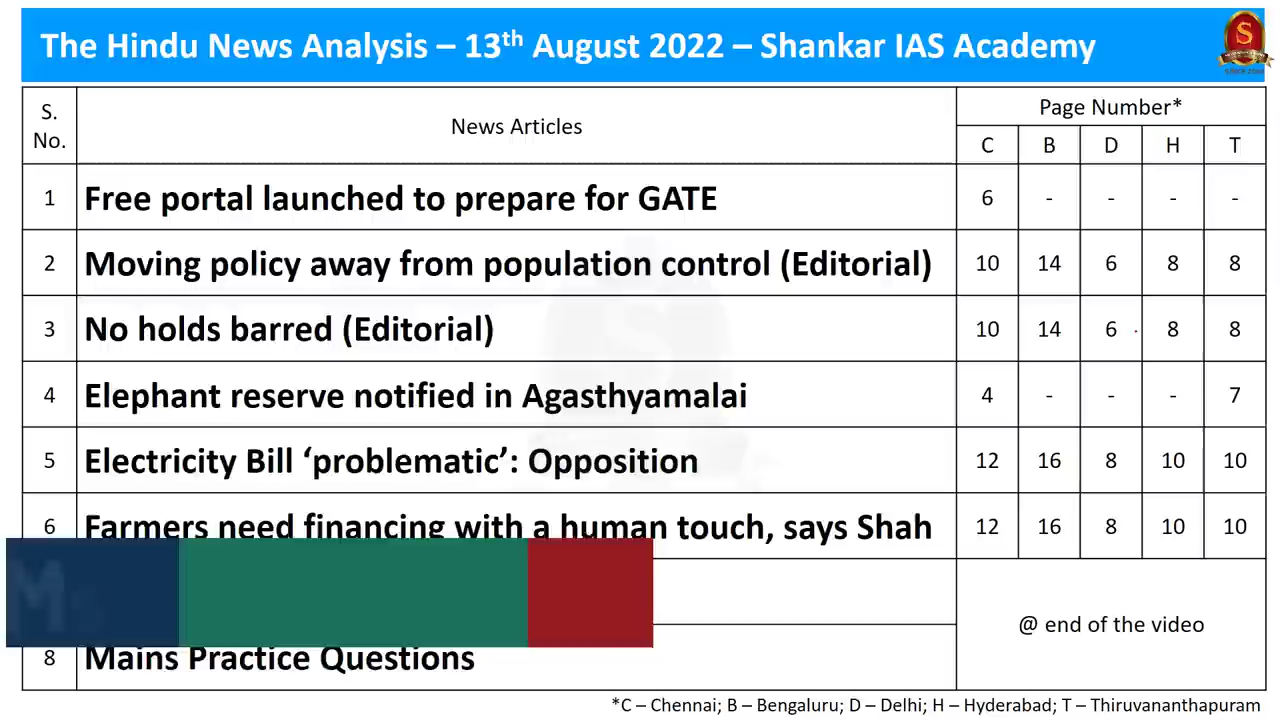 The Hindu News Analysis – 13th August 2022 – Shankar IAS Academy
S. No. News Articles Page Number*
C B D H T
1 Free portal launched to prepare for GATE 6 - - - -
2 Moving policy away from population control (Editorial) 10 14 6 8 8
3 No holds barred (Editorial) 10 14 6 8 8
4 Elephant reserve notified in Agasthyamalai 4 - - - 7
5 Electricity Bill ‘problematic’: Opposition 12 16 8 10 10
6 Farmers need financing with a human touch, says Shah 12 16 8 10 10
@ end of the video
8 Mains Practice Questions
*C – Chennai; B – Bengaluru; D – Delhi; H – Hyderabad; T – Thiruvananthapuram